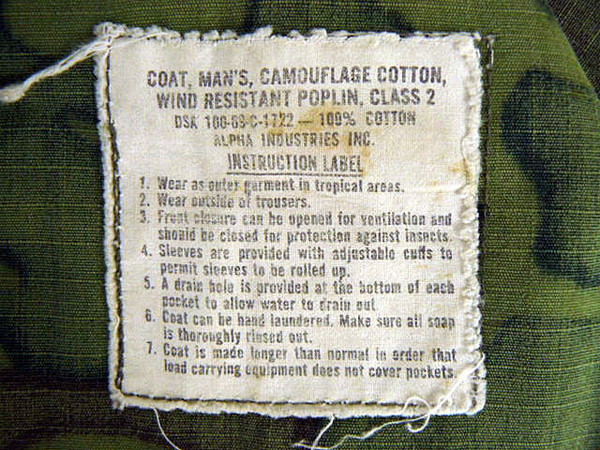 COAT, MAN'S, CAMOUFLAGE COTTON,
WIND RESISTANT POPLIN, CLASS 2
DSA 100-69-C-1722 — 100% COTTON
ALPHA INDUSTRIES INC.
INSTRUCTION LABEL
1. Wear as outer garment in tropical areas.
2. Wear outside of trousers.
3. Front closure can be opened for ventilation and
should be closed for protection against insects.
4. Sleeves are provided with adjustable cuffs to
permit sleeves to be rolled up.
5. A drain hole is provided at the bottom of each
pocket to allow water to drain out.
6. Coat can be hand laundered. Make sure all soap
is thoroughly rinsed out.
7. Coat is made longer than normal in order that
load carrying equipment does not cover pockets.